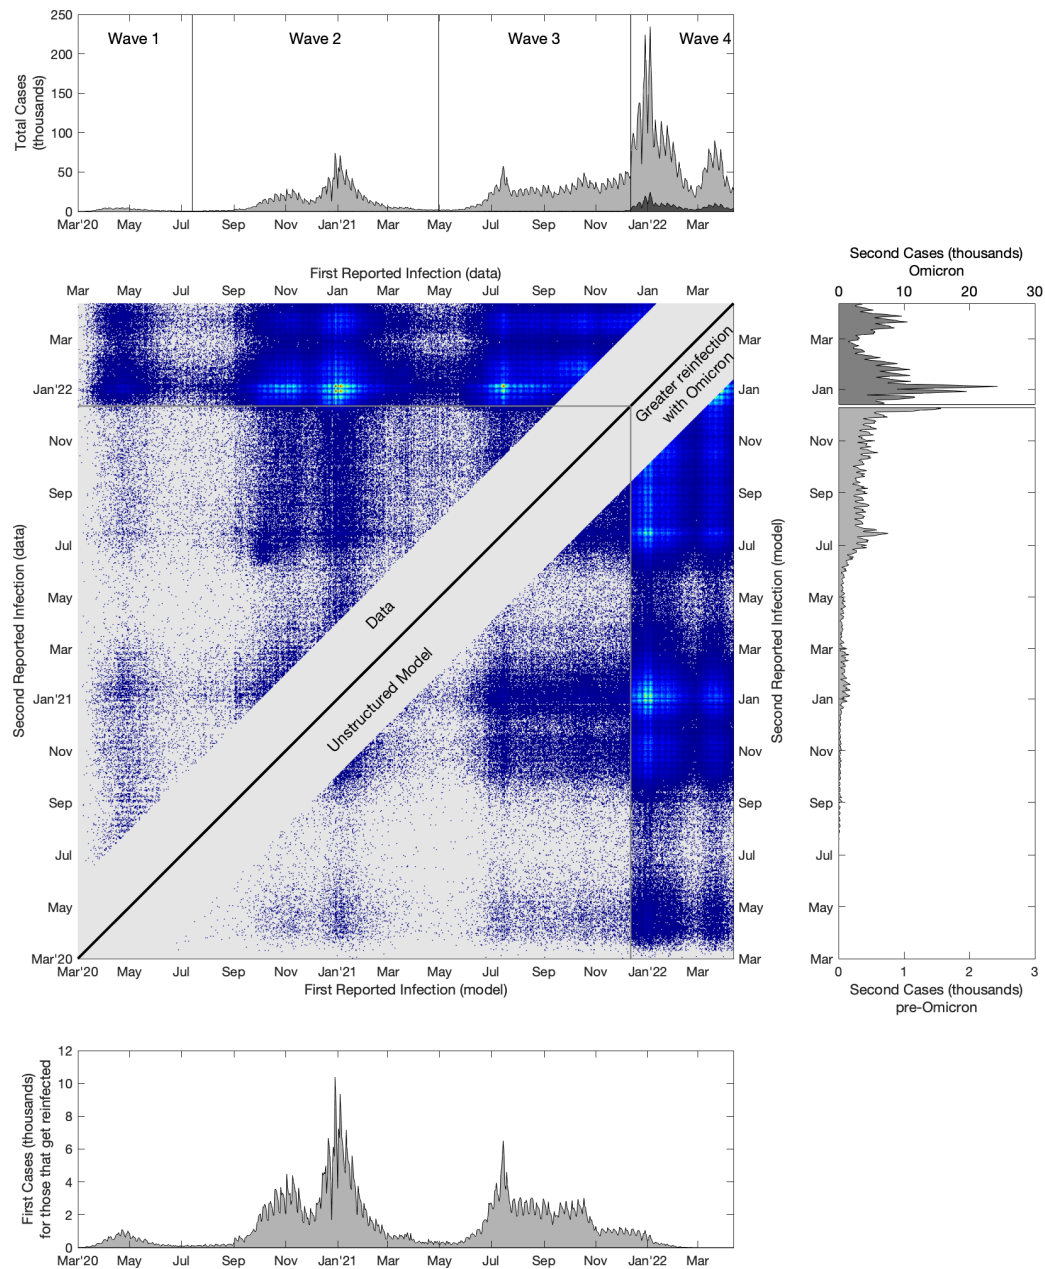 250
200
150
100
50
0
Total Cases
(thousands)
Wave 1
Wave 2
Wave 3
Wave 4
Mar'20 May Jul Sep Nov Jan'21 Mar May Jul Sep Nov Jan'22 Mar
First Reported Infection (data)
Mar May Jul Sep Nov Jan Mar May Jul Sep Nov Jan Mar
Second Reported Infection (data)
Mar
Jan'22
Nov
Sep
Jul
May
Mar
Jan'21
Nov
Sep
Jul
May
Mar'20
Greater reinfection
with Omicron
Data
Unstructured Model
Mar
Jan
Nov
Sep
Jul
May
Mar
Jan
Nov
Sep
Jul
May
Mar
Second Reported Infection (model)
Mar'20 May Jul Sep Nov Jan'21 Mar May Jul Sep Nov Jan'22 Mar
First Reported Infection (model)
Second Cases (thousands)
Omicron
0 10 20 30
Mar
Jan
Nov
Sep
Jul
May
Mar
Jan
Nov
Sep
Jul
May
Mar
0 1 2 3
Second Cases (thousands)
pre-Omicron
12
10
8
6
4
2
0
First Cases (thousands)
for those that get reinfected
Mar'20 May Jul Sep Nov Jan'21 Mar May Jul Sep Nov Jan'22 Mar